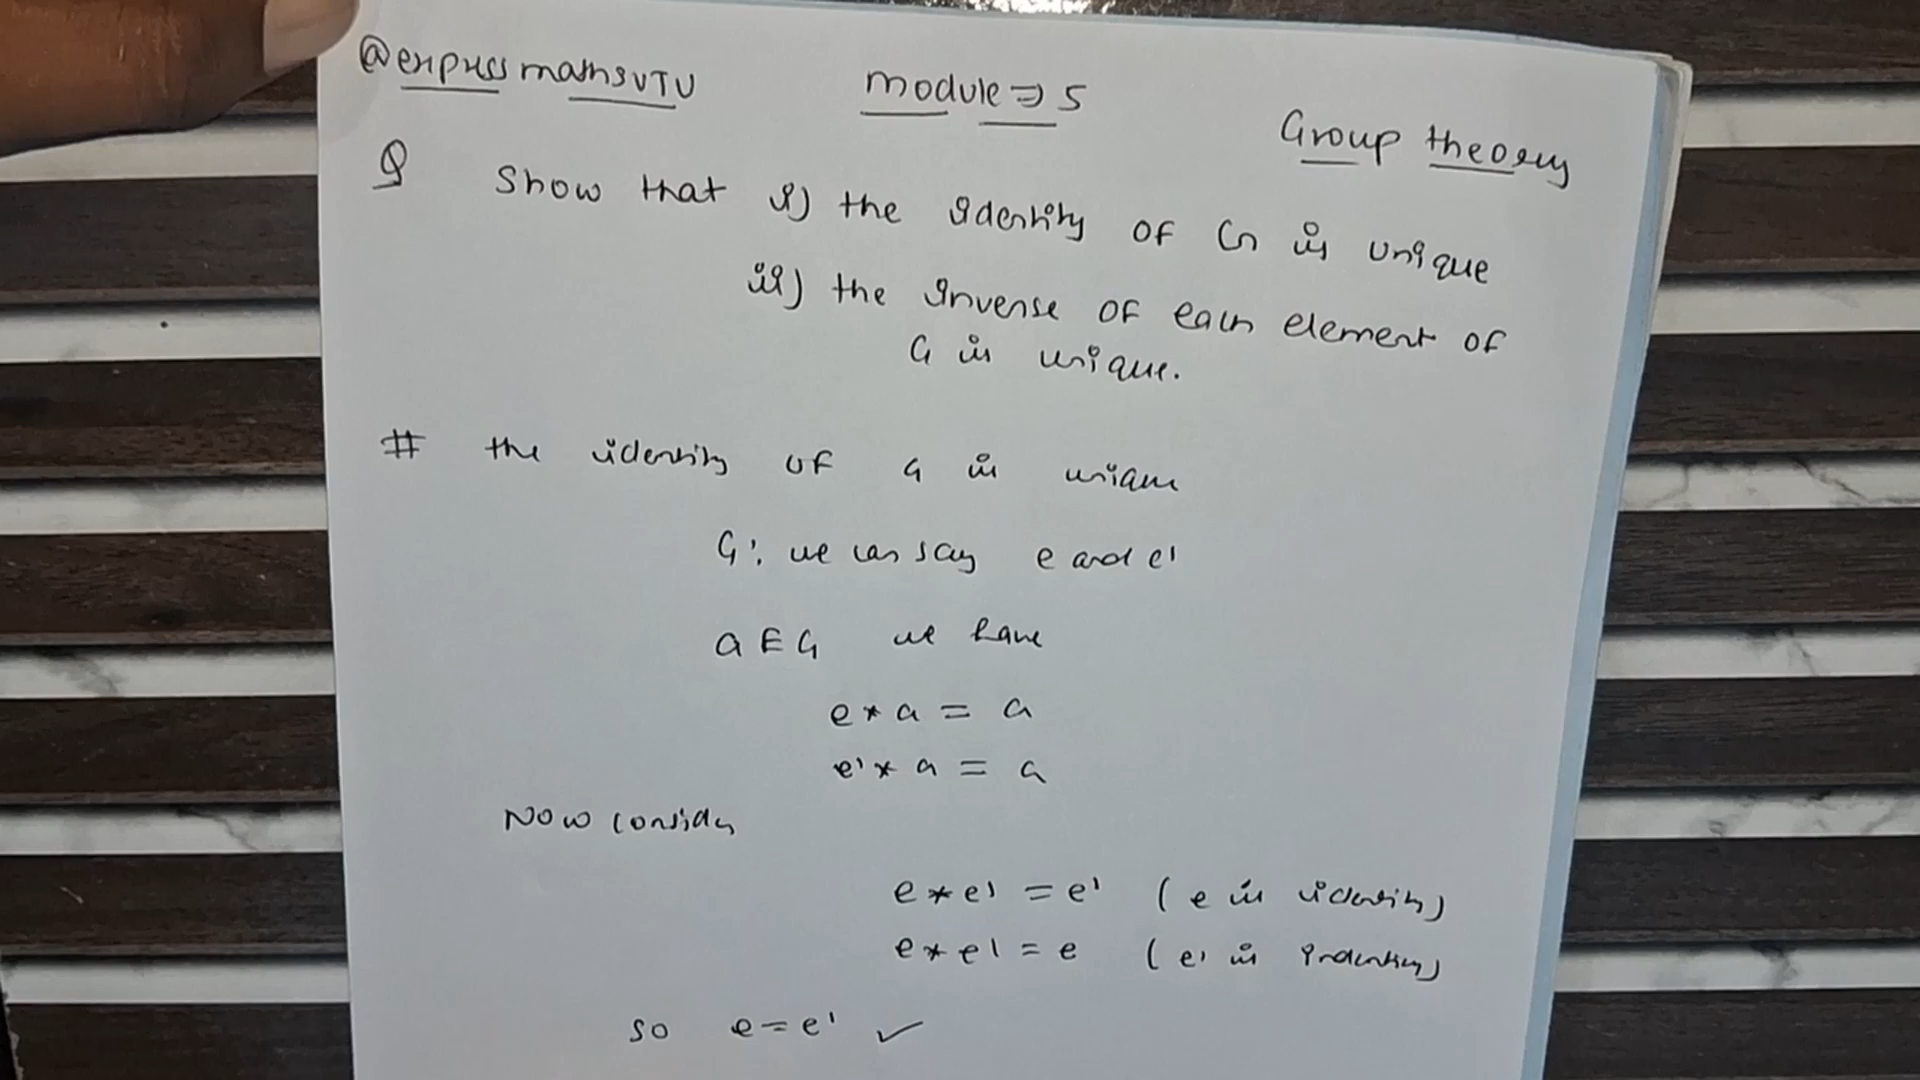 @expressmathsVTU
module => 5
Group theory
Q Show that i) the identity of G is unique
ii) the inverse of each element of
G is unique.
# the identity of G is unique
G: we can say e and e'
a ∈ G we have
e * a = a
e' * a = a
Now consider
e * e' = e' (e is identity)
e * e' = e (e' is identity)
so e = e' ✓